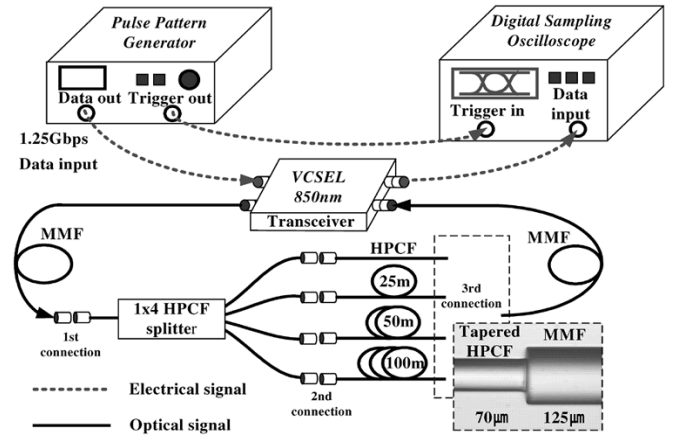 Pulse Pattern
Generator
Data out Trigger out
Digital Sampling
Oscilloscope
Trigger in
Data
input
1.25Gbps
Data input
VCSEL
850nm
Transceiver
MMF
MMF
HPCF
25m
50m
100m
1x4 HPCF
splitter
1st
connection
2nd
connection
3rd
connection
Tapered
HPCF
MMF
70μm
125μm
Electrical signal
Optical signal